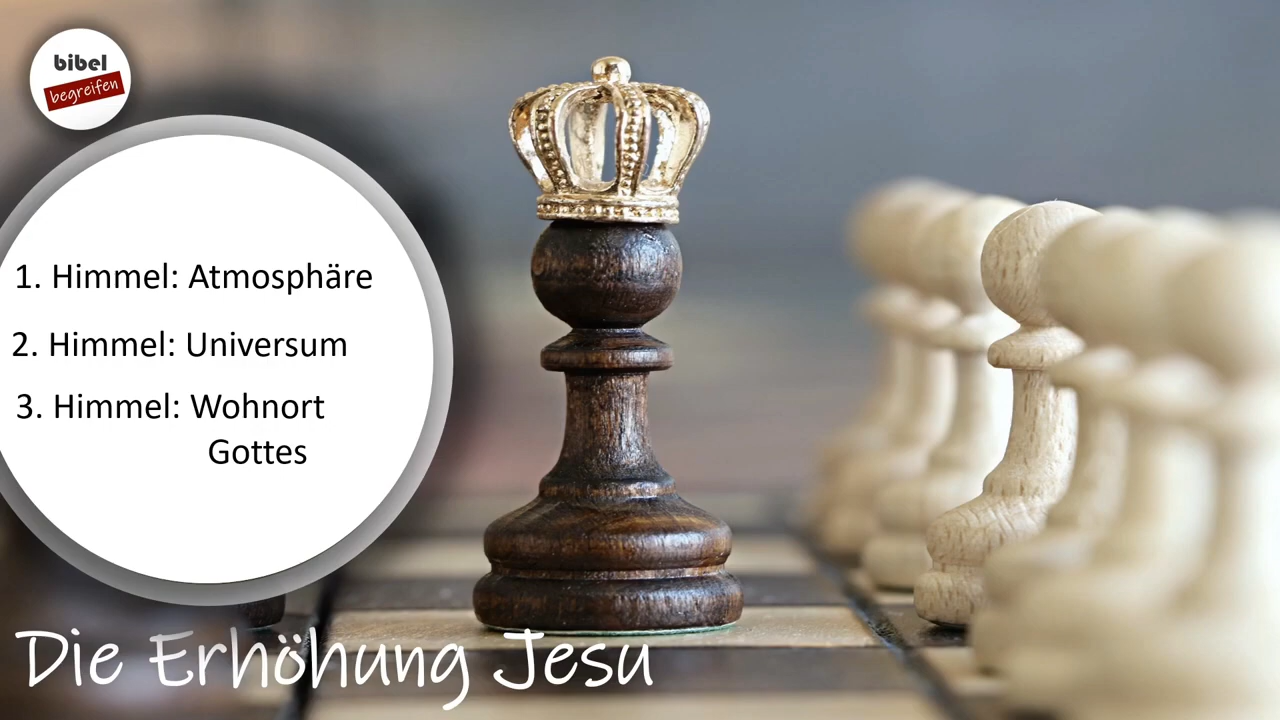 bibel
begreifen
1. Himmel: Atmosphäre
2. Himmel: Universum
3. Himmel: Wohnort
Gottes
Die Erhöhung Jesu